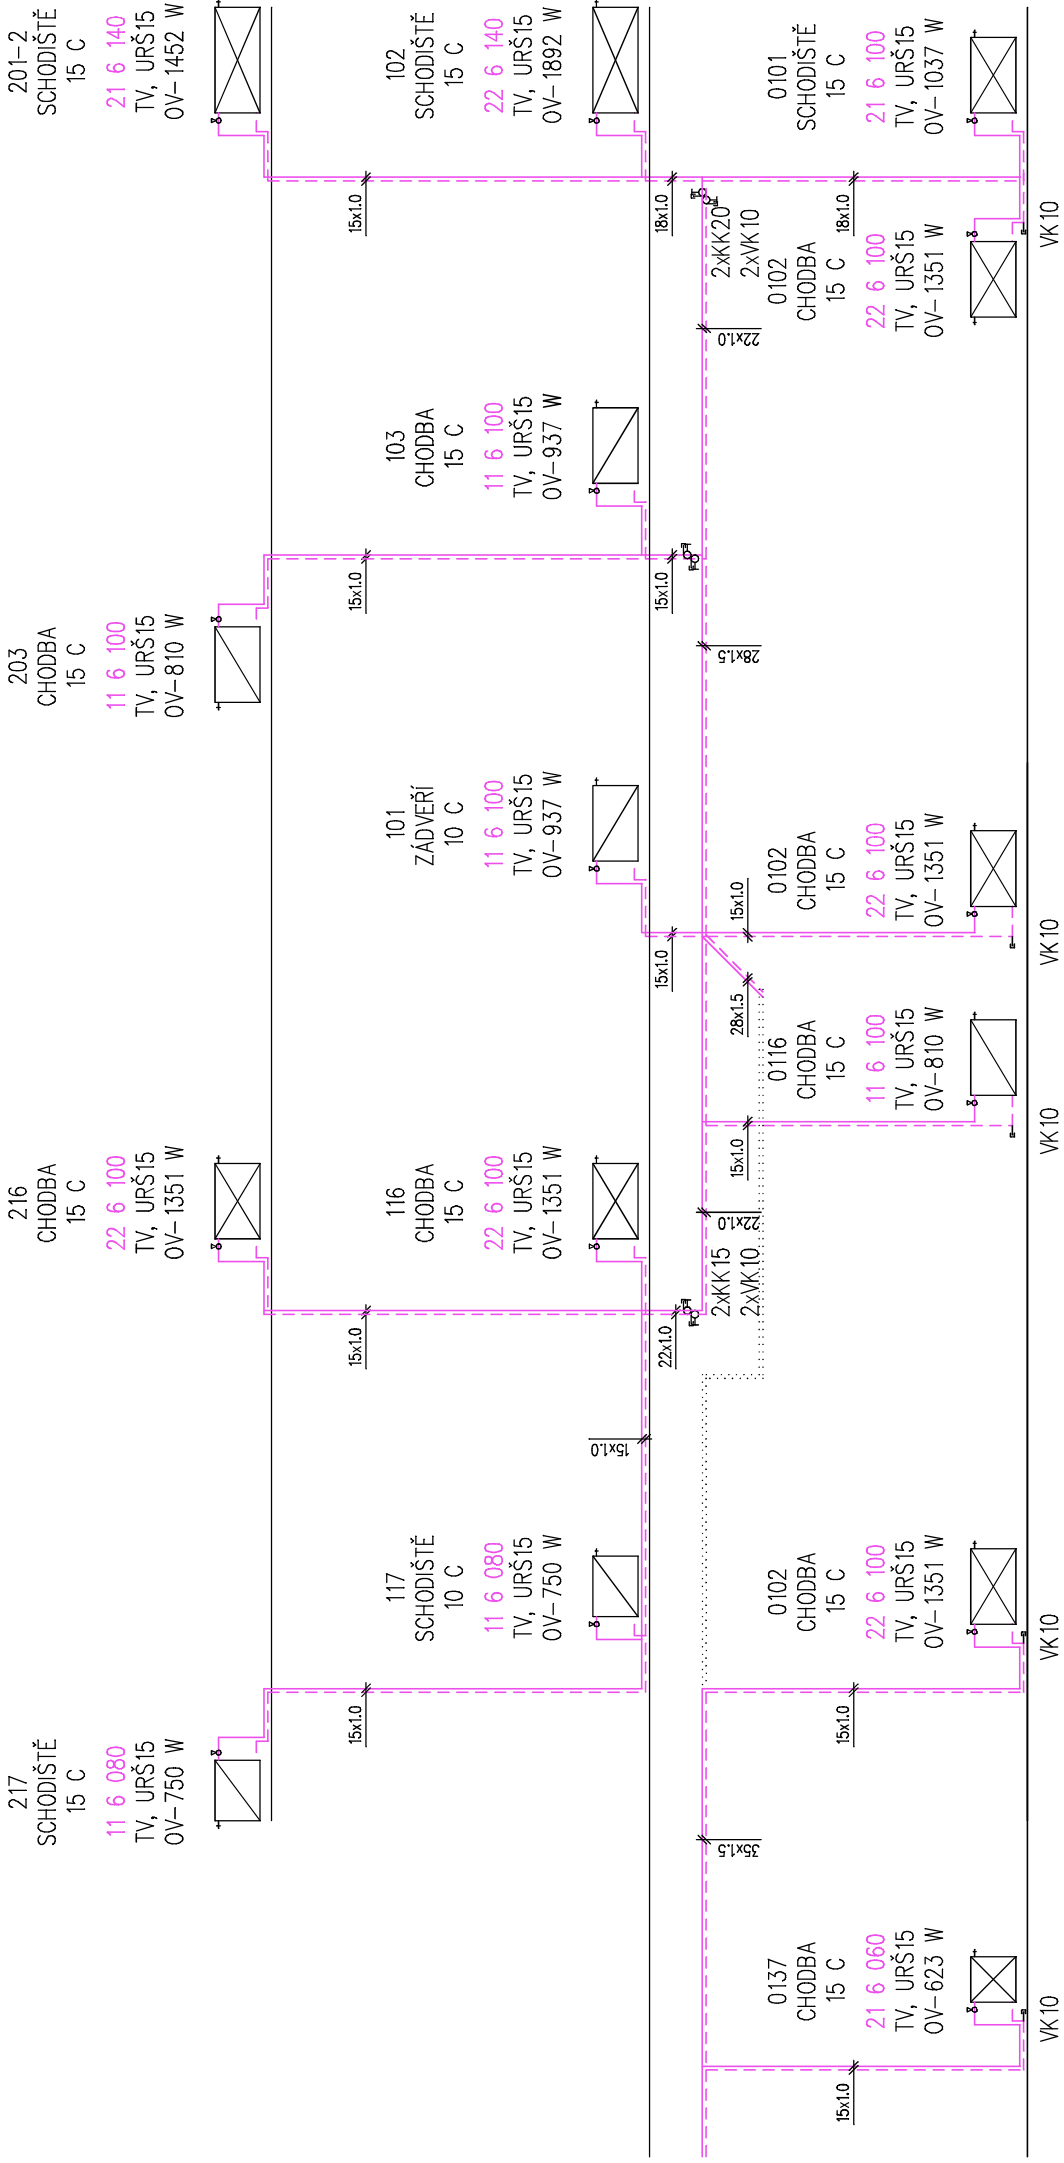 217
SCHODIŠTĚ
15 C
11 6 080
TV, URŠ15
OV-750 W
216
CHODBA
15 C
22 6 100
TV, URŠ15
OV-1351 W
203
CHODBA
15 C
11 6 100
TV, URŠ15
OV-810 W
201-2
SCHODIŠTĚ
15 C
21 6 140
TV, URŠ15
OV-1452 W
15x1.0
15x1.0
15x1.0
15x1.0
117
SCHODIŠTĚ
10 C
11 6 080
TV, URŠ15
OV-750 W
116
CHODBA
15 C
22 6 100
TV, URŠ15
OV-1351 W
101
ZÁDVEŘÍ
10 C
11 6 100
TV, URŠ15
OV-937 W
103
CHODBA
15 C
11 6 100
TV, URŠ15
OV-937 W
102
SCHODIŠTĚ
15 C
22 6 140
TV, URŠ15
OV-1892 W
15x1.0
22x1.0
15x1.0
15x1.0
18x1.0
35x1.5
2xKK15
2xVK10
22x1.0
28x1.5
15x1.0
15x1.0
28x1.5
22x1.0
2xKK20
2xVK10
0137
CHODBA
15 C
21 6 060
TV, URŠ15
OV-623 W
0102
CHODBA
15 C
22 6 100
TV, URŠ15
OV-1351 W
0116
CHODBA
15 C
11 6 100
TV, URŠ15
OV-810 W
0102
CHODBA
15 C
22 6 100
TV, URŠ15
OV-1351 W
0102
CHODBA
15 C
22 6 100
TV, URŠ15
OV-1351 W
0101
SCHODIŠTĚ
15 C
21 6 100
TV, URŠ15
OV-1037 W
15x1.0
15x1.0
18x1.0
VK10
VK10
VK10
VK10
VK10